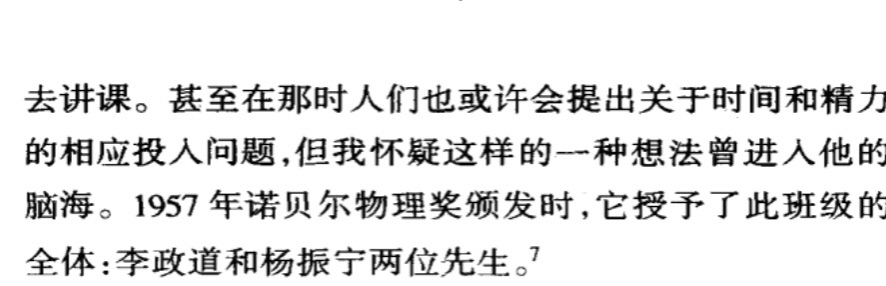 去讲课。甚至在那时人们也或许会提出关于时间和精力
的相应投入问题,但我怀疑这样的一种想法曾进入他的
脑海。1957年诺贝尔物理奖颁发时,它授予了此班级的
全体:李政道和杨振宁两位先生。7